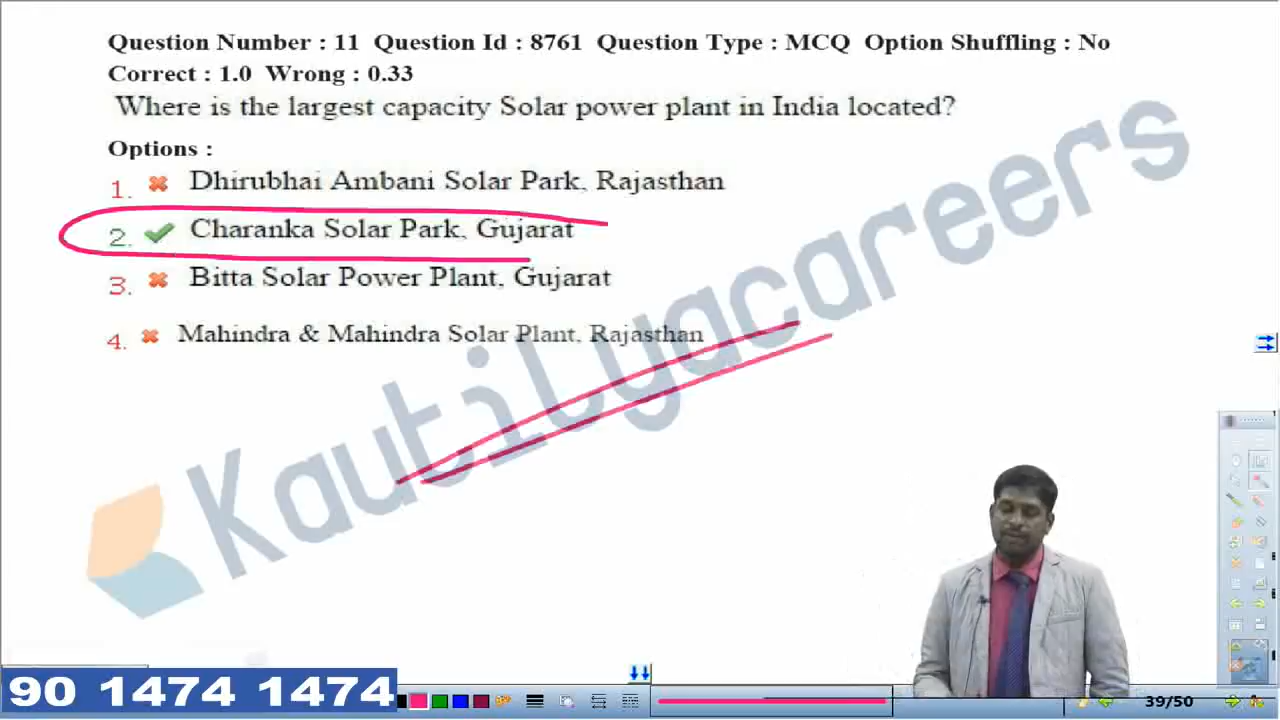 Question Number : 11 Question Id : 8761 Question Type : MCQ Option Shuffling : No
Correct : 1.0 Wrong : 0.33
Where is the largest capacity Solar power plant in India located?
Options :
1. Dhirubhai Ambani Solar Park, Rajasthan
2. Charanka Solar Park, Gujarat
3. Bitta Solar Power Plant, Gujarat
4. Mahindra & Mahindra Solar Plant, Rajasthan
Kautilyacareers
90 1474 1474
39/50